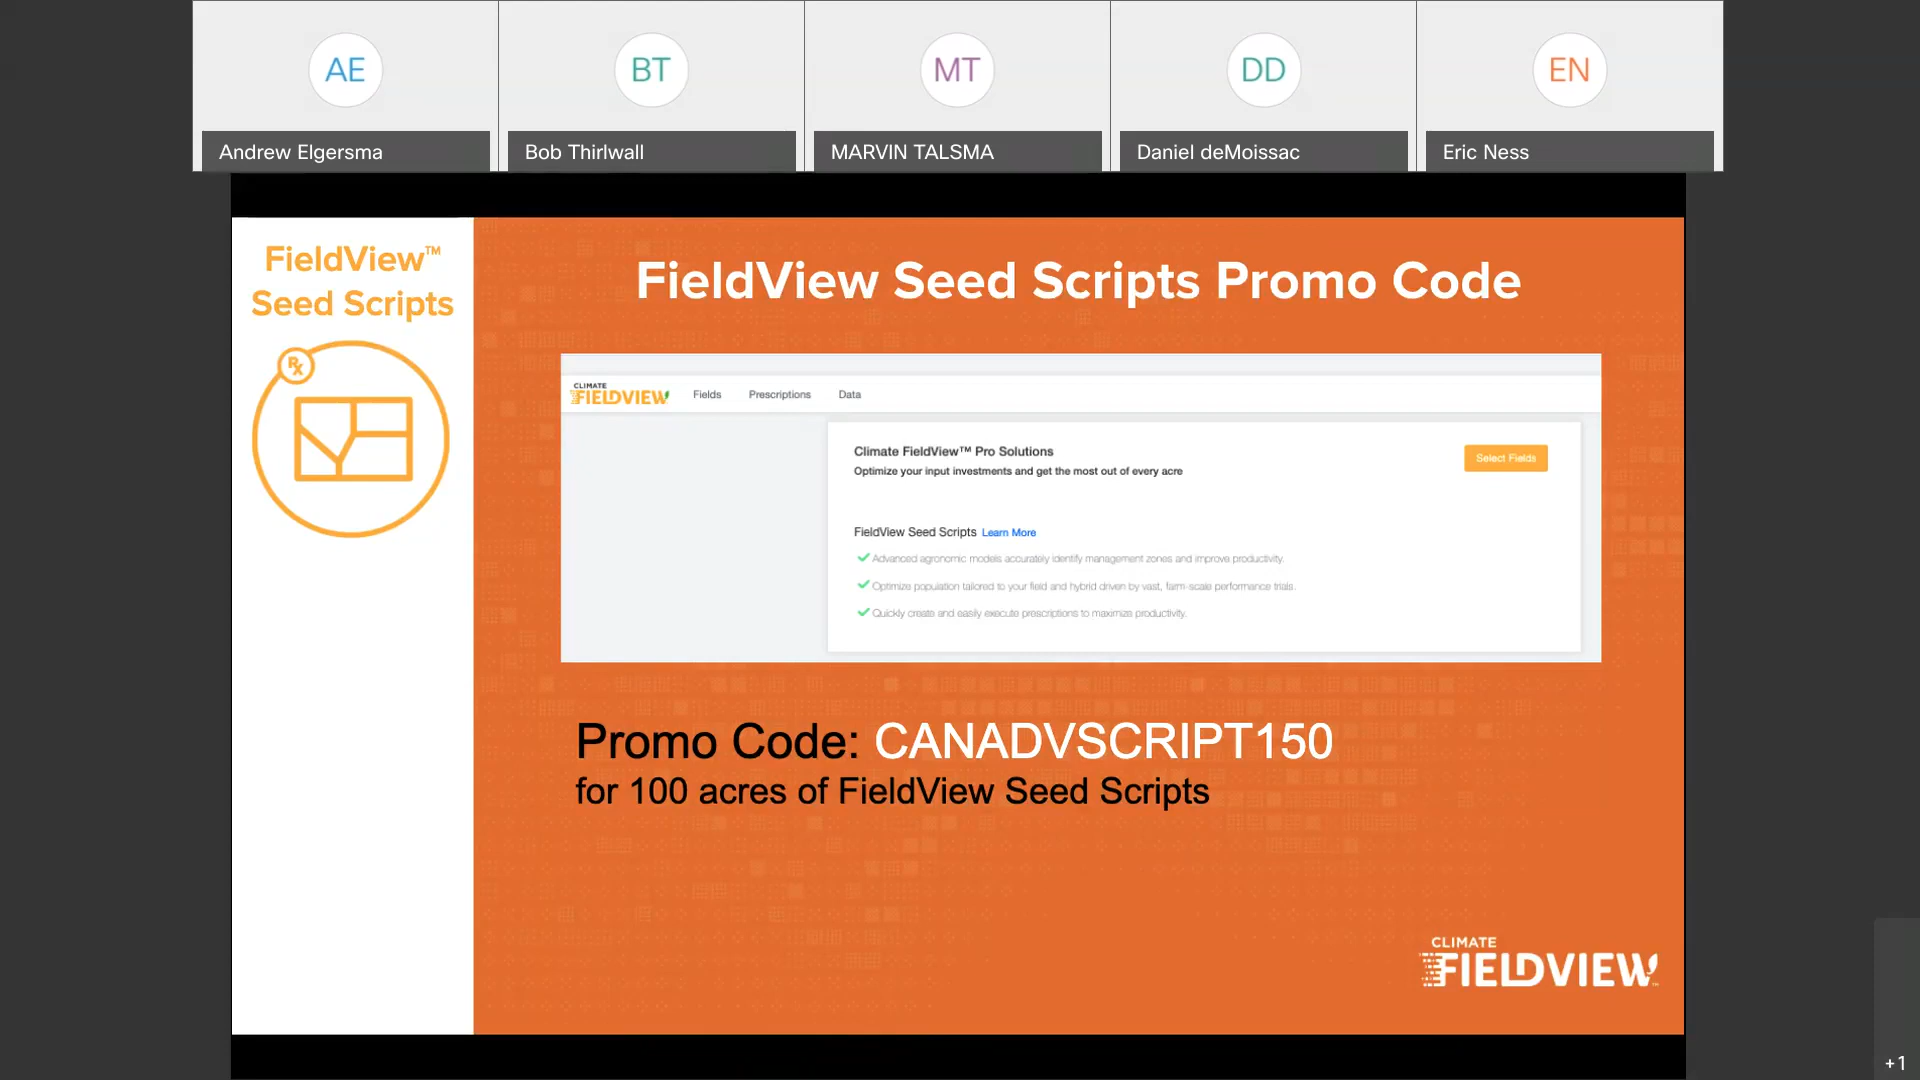 AE
BT
MT
DD
EN
Andrew Elgersma
Bob Thirlwall
MARVIN TALSMA
Daniel deMoissac
Eric Ness
FieldView™
Seed Scripts
Rx
FieldView Seed Scripts Promo Code
CLIMATE
FIELDVIEW
Fields
Prescriptions
Data
Climate FieldView™ Pro Solutions
Optimize your input investments and get the most out of every acre
Select Fields
FieldView Seed Scripts Learn More
Advanced agronomic models accurately identify management zones and improve productivity.
Optimize population tailored to your field and hybrid driven by vast, farm-scale performance trials.
Quickly create and easily execute prescriptions to maximize productivity.
Promo Code: CANADVSCRIPT150
for 100 acres of FieldView Seed Scripts
CLIMATE
FIELDVIEW™
+1